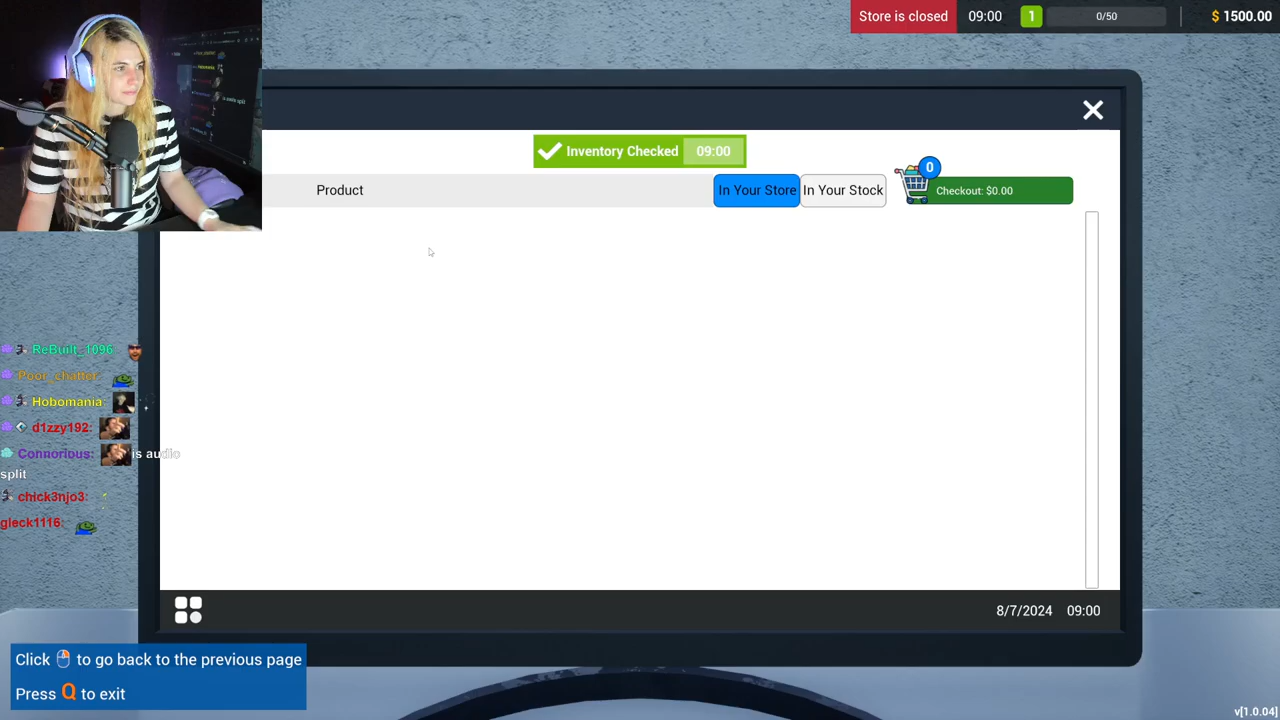 Store is closed 09:00 1 0/50 $ 1500.00
Inventory Checked 09:00
Product In Your Store In Your Stock 0 Checkout: $0.00
ReBuilt_1096:
Poor_chatter:
Hobomania:
d1zzy192:
Connorious: is audio
split
chick3njo3:
gleck1116:
8/7/2024 09:00
Click to go back to the previous page
Press Q to exit
v[1.0.04]